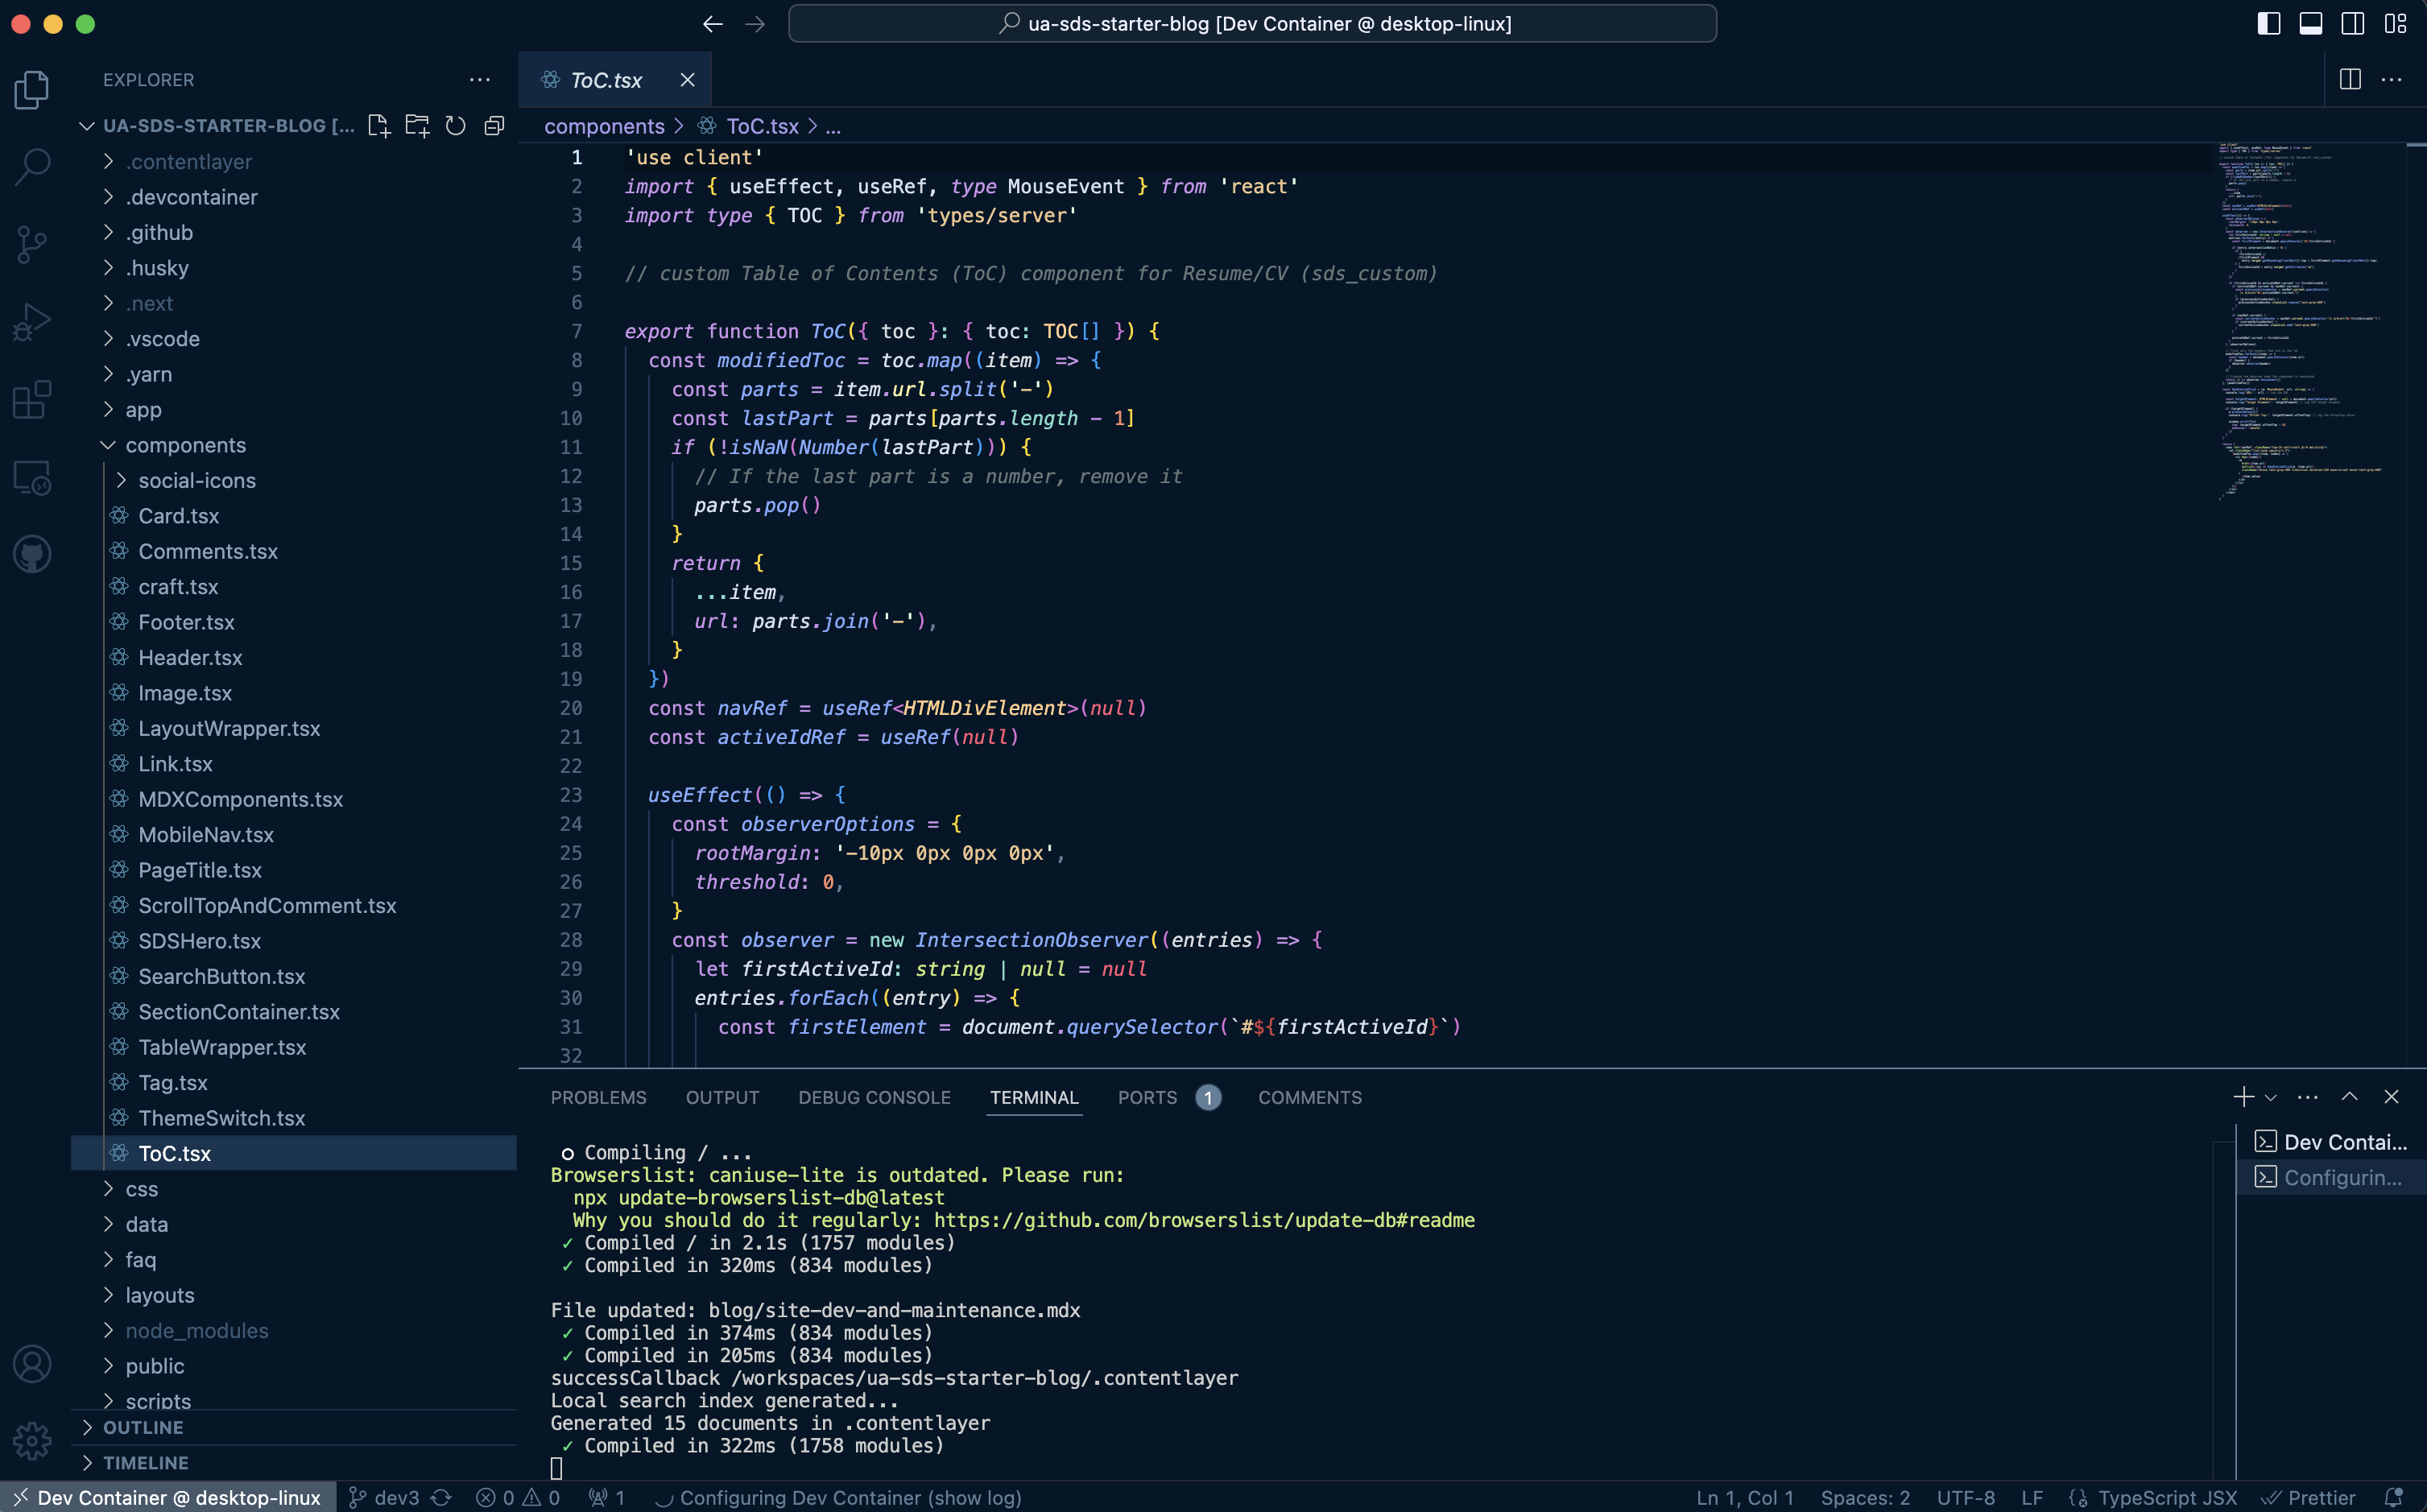 ua-sds-starter-blog [Dev Container @ desktop-linux]
EXPLORER
UA-SDS-STARTER-BLOG [...
.contentlayer
.devcontainer
.github
.husky
.next
.vscode
.yarn
app
components
social-icons
Card.tsx
Comments.tsx
craft.tsx
Footer.tsx
Header.tsx
Image.tsx
LayoutWrapper.tsx
Link.tsx
MDXComponents.tsx
MobileNav.tsx
PageTitle.tsx
ScrollTopAndComment.tsx
SDSHero.tsx
SearchButton.tsx
SectionContainer.tsx
TableWrapper.tsx
Tag.tsx
ThemeSwitch.tsx
ToC.tsx
css
data
faq
layouts
node_modules
public
scripts
OUTLINE
TIMELINE
ToC.tsx
components > ToC.tsx > ...
1 'use client'
2 import { useEffect, useRef, type MouseEvent } from 'react'
3 import type { TOC } from 'types/server'
4
5 // custom Table of Contents (ToC) component for Resume/CV (sds_custom)
6
7 export function ToC({ toc }: { toc: TOC[] }) {
8 const modifiedToc = toc.map((item) => {
9 const parts = item.url.split('-')
10 const lastPart = parts[parts.length - 1]
11 if (!isNaN(Number(lastPart))) {
12 // If the last part is a number, remove it
13 parts.pop()
14 }
15 return {
16 ...item,
17 url: parts.join('-'),
18 }
19 })
20 const navRef = useRef<HTMLDivElement>(null)
21 const activeIdRef = useRef(null)
22
23 useEffect(() => {
24 const observerOptions = {
25 rootMargin: '-10px 0px 0px 0px',
26 threshold: 0,
27 }
28 const observer = new IntersectionObserver((entries) => {
29 let firstActiveId: string | null = null
30 entries.forEach((entry) => {
31 const firstElement = document.querySelector(`#${firstActiveId}`)
32
PROBLEMS OUTPUT DEBUG CONSOLE TERMINAL PORTS 1 COMMENTS
○ Compiling / ...
Browserslist: caniuse-lite is outdated. Please run:
npx update-browserslist-db@latest
Why you should do it regularly: https://github.com/browserslist/update-db#readme
✓ Compiled / in 2.1s (1757 modules)
✓ Compiled in 320ms (834 modules)
File updated: blog/site-dev-and-maintenance.mdx
✓ Compiled in 374ms (834 modules)
✓ Compiled in 205ms (834 modules)
successCallback /workspaces/ua-sds-starter-blog/.contentlayer
Local search index generated...
Generated 15 documents in .contentlayer
✓ Compiled in 322ms (1758 modules)
Dev Contai...
Configurin...
Dev Container @ desktop-linux dev3 0 0 1 Configuring Dev Container (show log) Ln 1, Col 1 Spaces: 2 UTF-8 LF TypeScript JSX Prettier